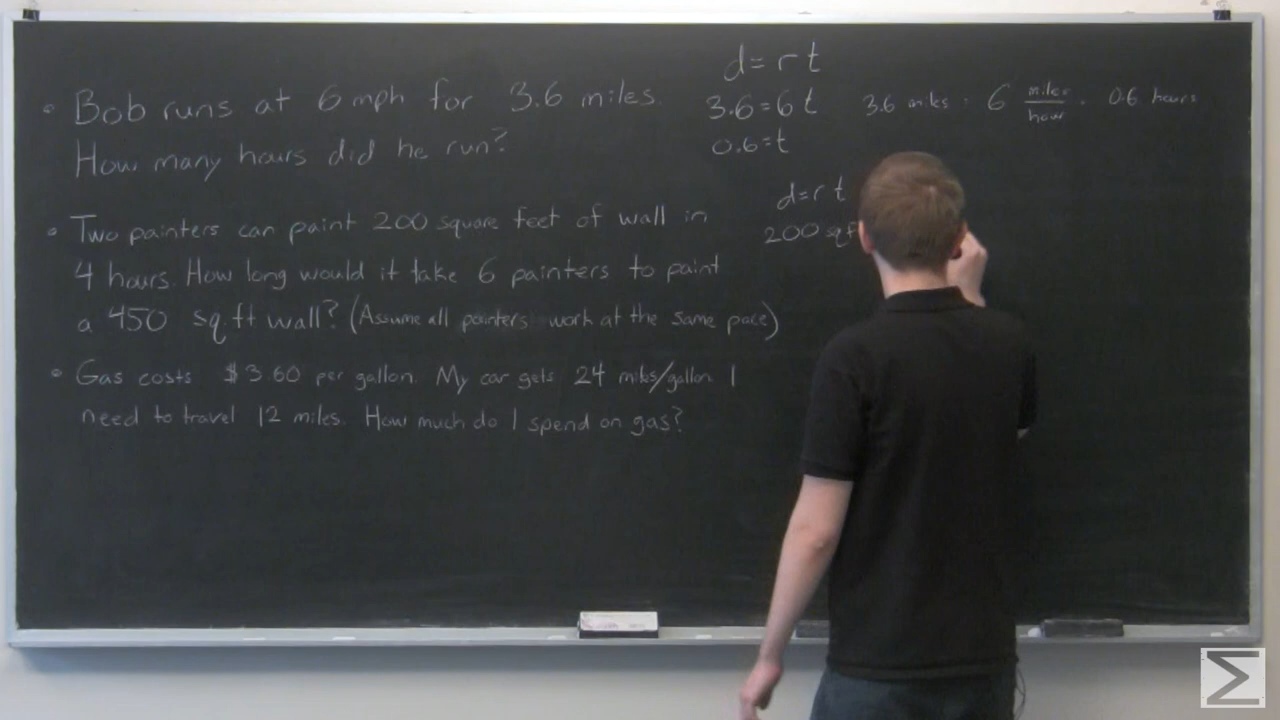 • Bob runs at 6 mph for 3.6 miles.
How many hours did he run?
• Two painters can paint 200 square feet of wall in
4 hours. How long would it take 6 painters to paint
a 450 sq.ft wall? (Assume all painters work at the same pace)
• Gas costs $3.60 per gallon. My car gets 24 miles/gallon. I
need to travel 12 miles. How much do I spend on gas?
d = r t
3.6 = 6 t
0.6 = t
3.6 miles = 6 miles/hour · 0.6 hours
d = r t
200 sq f
Σ